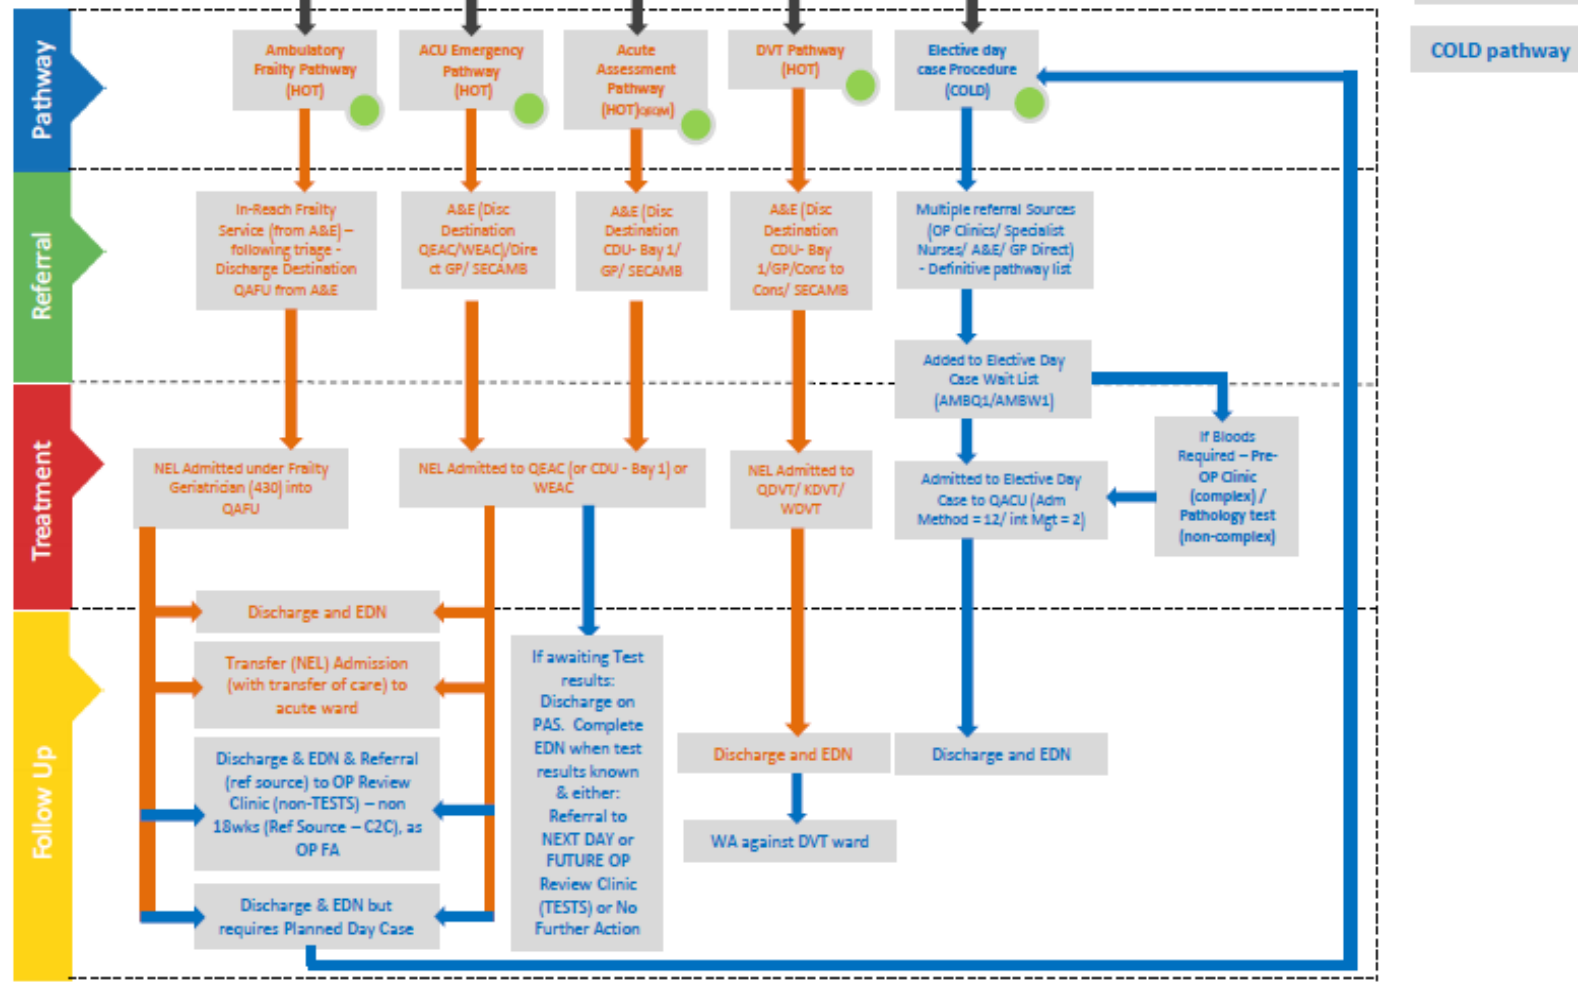 Pathway
Ambulatory
Frailty Pathway
(HOT)
ACU Emergency
Pathway
(HOT)
Acute
Assessment
Pathway
(HOT)
DVT Pathway
(HOT)
Elective day
case Procedure
(COLD)
COLD pathway
Referral
In-Reach Frailty
Service (from A&E) –
following triage -
Discharge Destination
QAFU from A&E
A&E (Disc
Destination
QEAC/WEAC)/Dire
ct GP/ SECAMB
A&E (Disc
Destination
CDU- Bay 1/
GP/ SECAMB
A&E (Disc
Destination
CDU- Bay
1/GP/Cons to
Cons/ SECAMB
Multiple referral Sources
(OP Clinics/ Specialist
Nurses/ A&E/ GP Direct)
- Definitive pathway list
Added to Elective Day
Case Wait List
(AMBQ1/AMBW1)
Treatment
NEL Admitted under Frailty
Geriatrician (430) into
QAFU
NEL Admitted to QEAC (or CDU - Bay 1) or
WEAC
NEL Admitted to
QDVT/ KDVT/
WDVT
Admitted to Elective Day
Case to QACU (Adm
Method = 12/ int Mgt = 2)
If Bloods
Required – Pre-
OP Clinic
(complex) /
Pathology test
(non-complex)
Follow Up
Discharge and EDN
Transfer (NEL) Admission
(with transfer of care) to
acute ward
Discharge & EDN & Referral
(ref source) to OP Review
Clinic (non-TESTS) – non
18wks (Ref Source – C2C), as
OP FA
Discharge & EDN but
requires Planned Day Case
If awaiting Test
results:
Discharge on
PAS. Complete
EDN when test
results known
& either:
Referral to
NEXT DAY or
FUTURE OP
Review Clinic
(TESTS) or No
Further Action
Discharge and EDN
WA against DVT ward
Discharge and EDN